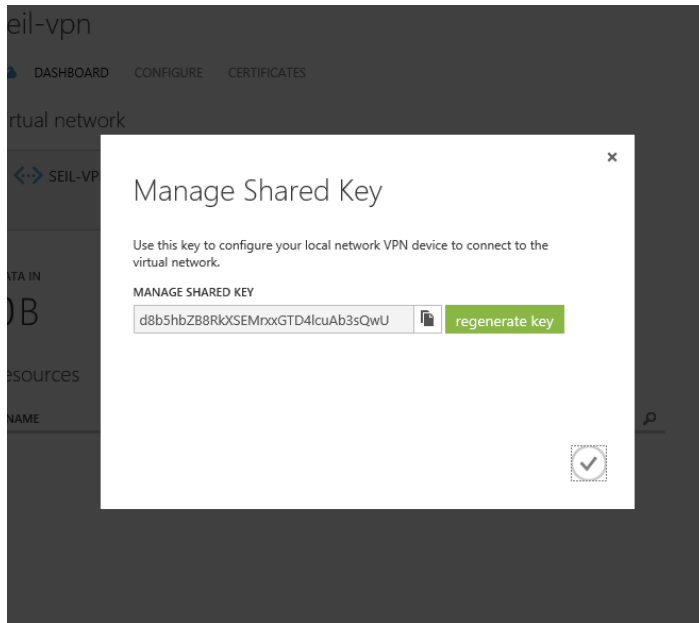 eil-vpn
DASHBOARD CONFIGURE CERTIFICATES
rtual network
SEIL-VP
Manage Shared Key
Use this key to configure your local network VPN device to connect to the
virtual network.
ATA IN
MANAGE SHARED KEY
0B
d8b5hbZB8RkXSEMrxxGTD4lcuAb3sQwU regenerate key
esources
NAME